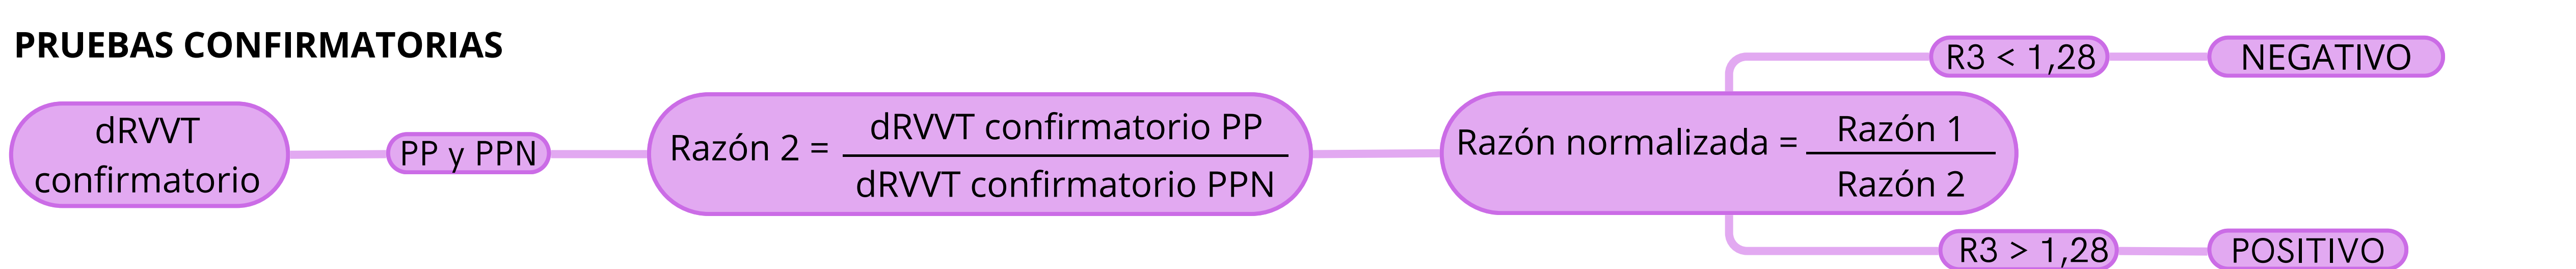 PRUEBAS CONFIRMATORIAS
dRVVT
confirmatorio
PP y PPN
Razón 2 =
dRVVT confirmatorio PP
dRVVT confirmatorio PPN
Razón normalizada =
Razón 1
Razón 2
R3 < 1,28
NEGATIVO
R3 > 1,28
POSITIVO